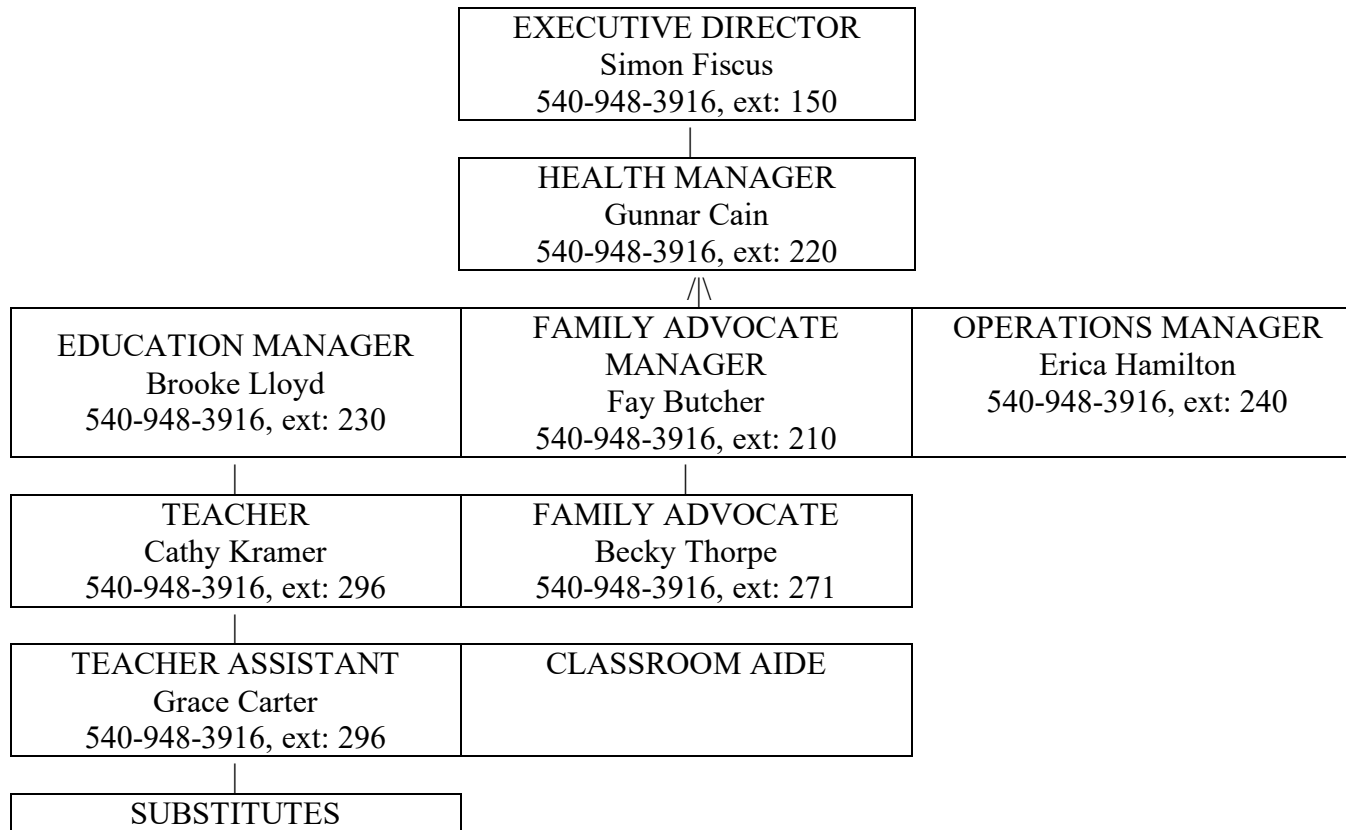 EXECUTIVE DIRECTOR
Simon Fiscus
540-948-3916, ext: 150
|
HEALTH MANAGER
Gunnar Cain
540-948-3916, ext: 220
/|\
EDUCATION MANAGER
Brooke Lloyd
540-948-3916, ext: 230
FAMILY ADVOCATE
MANAGER
Fay Butcher
540-948-3916, ext: 210
OPERATIONS MANAGER
Erica Hamilton
540-948-3916, ext: 240
|
|
TEACHER
Cathy Kramer
540-948-3916, ext: 296
FAMILY ADVOCATE
Becky Thorpe
540-948-3916, ext: 271
|
TEACHER ASSISTANT
Grace Carter
540-948-3916, ext: 296
CLASSROOM AIDE
|
SUBSTITUTES